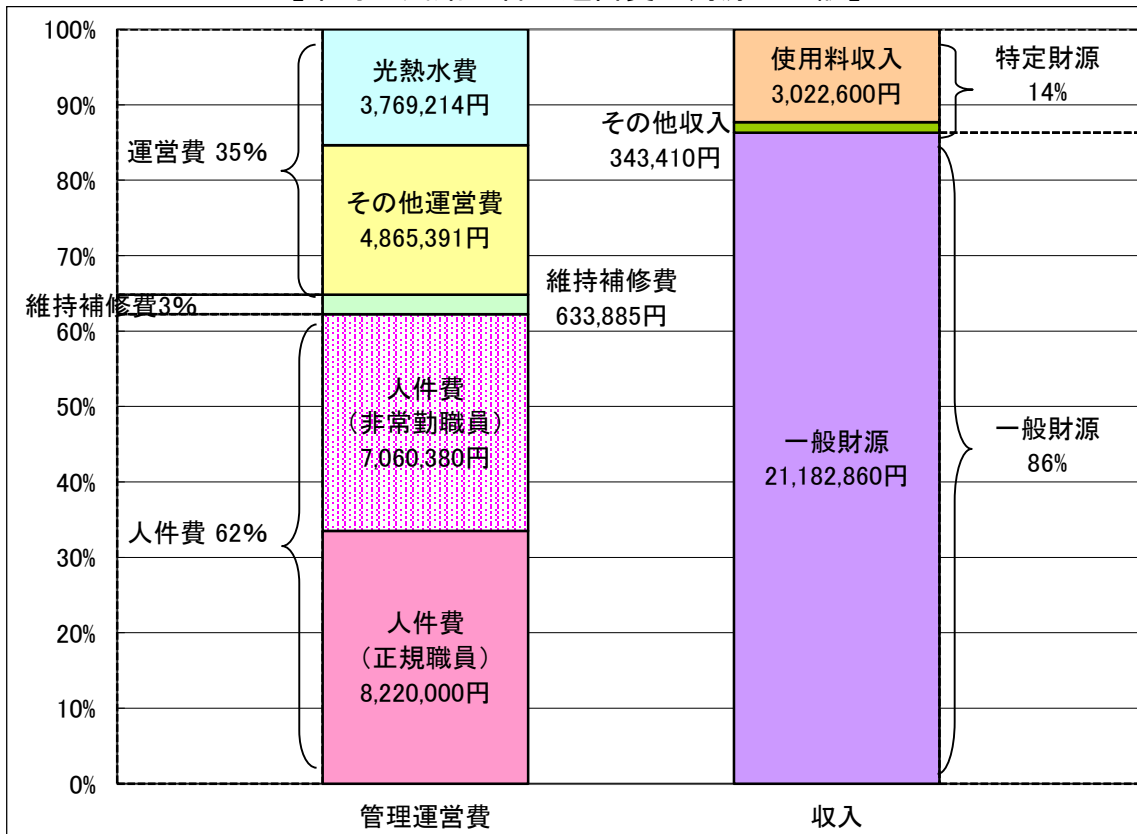 100%
90%
80%
70%
60%
50%
40%
30%
20%
10%
0%
運営費 35%
維持補修費3%
人件費 62%
光熱水費
3,769,214円
その他運営費
4,865,391円
維持補修費
633,885円
人件費
（非常勤職員）
7,060,380円
人件費
（正規職員）
8,220,000円
使用料収入
3,022,600円
その他収入
343,410円
一般財源
21,182,860円
特定財源
14%
一般財源
86%
管理運営費
収入